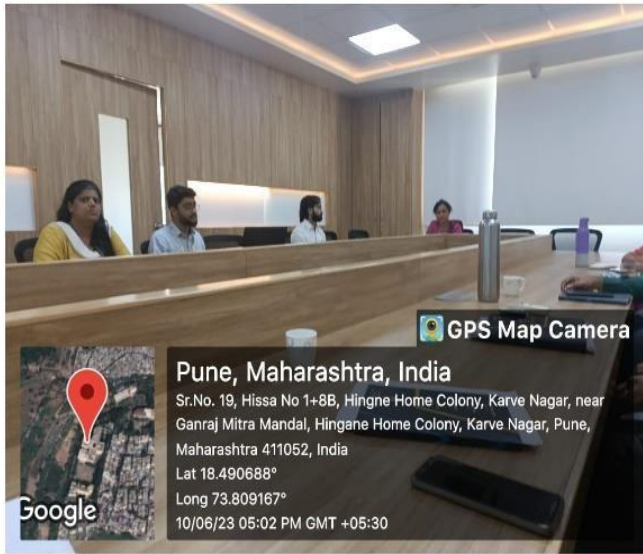 GPS Map Camera
Pune, Maharashtra, India
Sr.No. 19, Hissa No 1+8B, Hingne Home Colony, Karve Nagar, near
Ganraj Mitra Mandal, Hingane Home Colony, Karve Nagar, Pune,
Maharashtra 411052, India
Lat 18.490688°
Long 73.809167°
10/06/23 05:02 PM GMT +05:30
Google